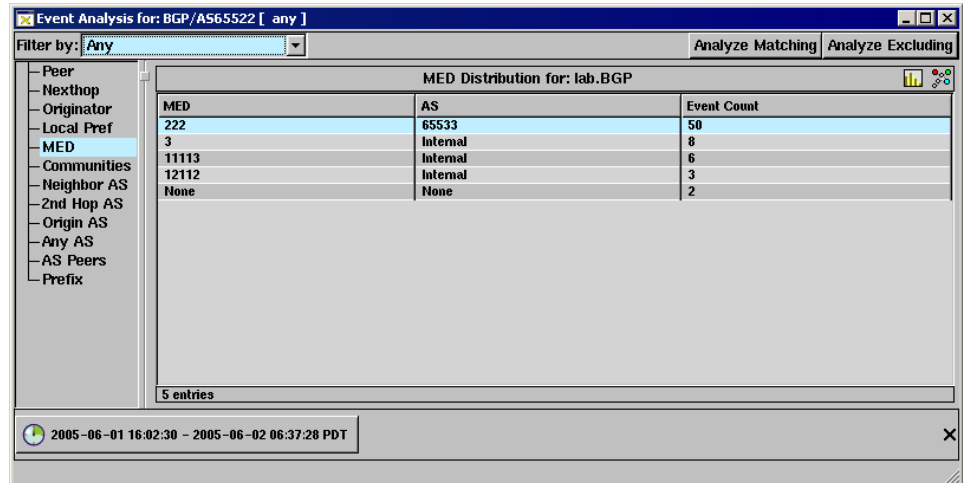 Event Analysis for: BGP/AS65522 [ any ]
Filter by: Any
Analyze Matching Analyze Excluding
Peer
Nexthop
Originator
Local Pref
MED
Communities
Neighbor AS
2nd Hop AS
Origin AS
Any AS
AS Peers
Prefix
MED Distribution for: lab.BGP
MED AS Event Count
222 65533 50
3 Internal 8
11113 Internal 6
12112 Internal 3
None None 2
5 entries
2005-06-01 16:02:30 - 2005-06-02 06:37:28 PDT